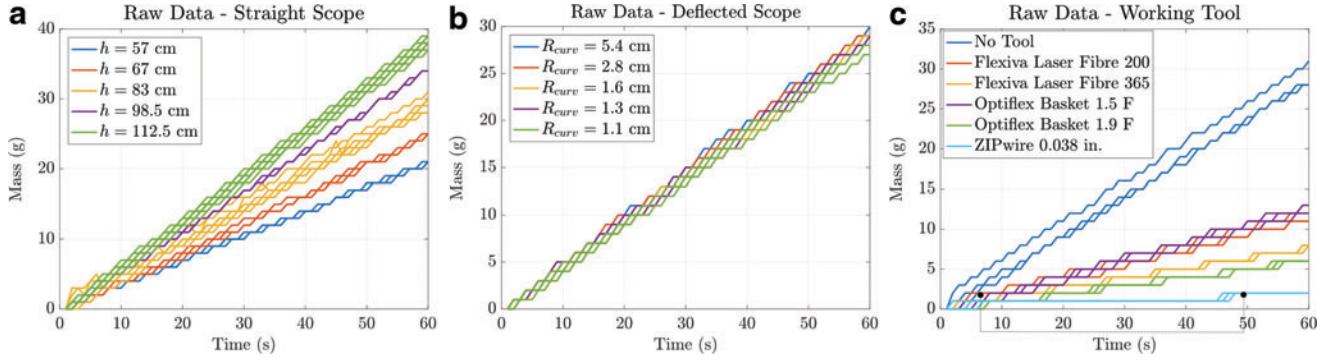 a
Raw Data - Straight Scope
40
30
20
10
0
Mass (g)
h = 57 cm
h = 67 cm
h = 83 cm
h = 98.5 cm
h = 112.5 cm
0 10 20 30 40 50 60
Time (s)
b
Raw Data - Deflected Scope
30
25
20
15
10
5
0
Mass (g)
R_curv = 5.4 cm
R_curv = 2.8 cm
R_curv = 1.6 cm
R_curv = 1.3 cm
R_curv = 1.1 cm
0 10 20 30 40 50 60
Time (s)
c
Raw Data - Working Tool
35
30
25
20
15
10
5
0
Mass (g)
No Tool
Flexiva Laser Fibre 200
Flexiva Laser Fibre 365
Optiflex Basket 1.5 F
Optiflex Basket 1.9 F
ZIPwire 0.038 in.
0 10 20 30 40 50 60
Time (s)